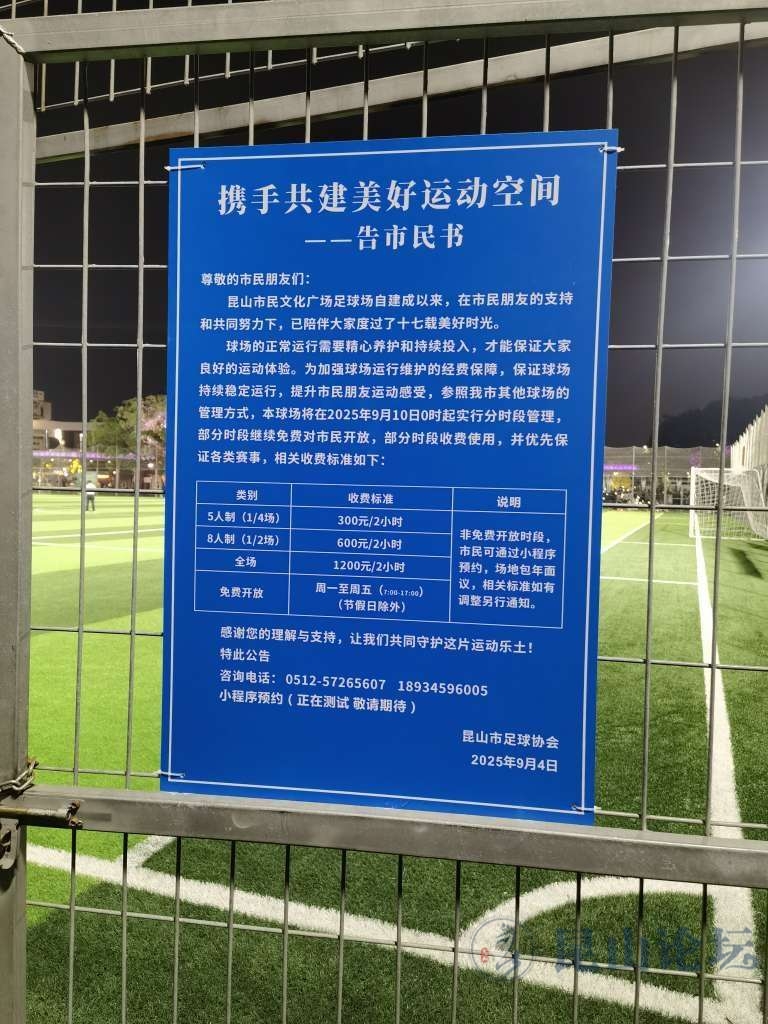 携手共建美好运动空间
——告市民书
尊敬的市民朋友们：
昆山市民文化广场足球场自建成以来，在市民朋友的支持
和共同努力下，已陪伴大家度过了十七载美好时光。
球场的正常运行需要精心养护和持续投入，才能保证大家
良好的运动体验。为加强球场运行维护的经费保障，保证球场
持续稳定运行，提升市民朋友运动感受，参照我市其他球场的
管理方式，本球场将在2025年9月10日0时起实行分时段管理，
部分时段继续免费对市民开放，部分时段收费使用，并优先保
证各类赛事，相关收费标准如下：
类别 收费标准 说明
5人制（1/4场） 300元/2小时
8人制（1/2场） 600元/2小时
全场 1200元/2小时
免费开放 周一至周五（7:00-17:00）
（节假日除外）
非免费开放时段，
市民可通过小程序
预约，场地包年面
议，相关标准如有
调整另行通知。
感谢您的理解与支持，让我们共同守护这片运动乐土！
特此公告
咨询电话：0512-57265607 18934596005
小程序预约（正在测试 敬请期待）
昆山市足球协会
2025年9月4日
昆山论坛